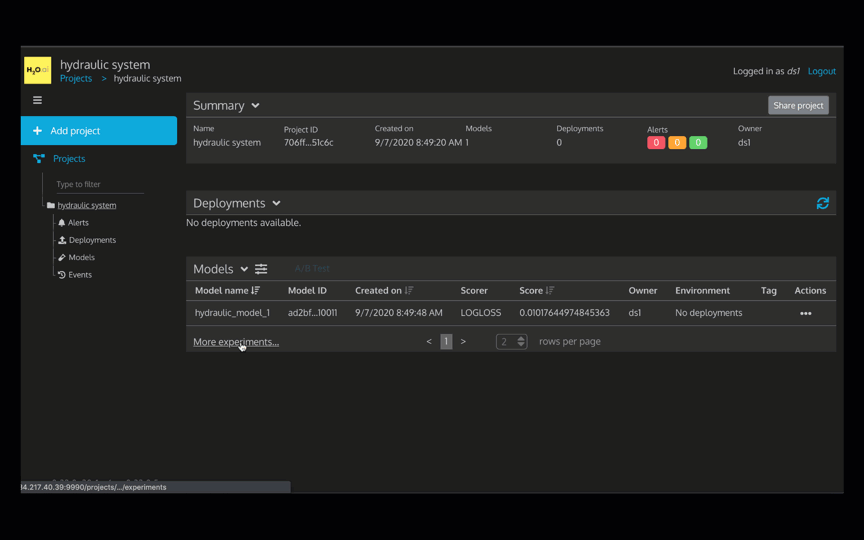 H2O.ai
hydraulic system
Projects > hydraulic system
Logged in as ds1 Logout
+ Add project
Projects
Type to filter
hydraulic system
Alerts
Deployments
Models
Events
Summary
Share project
Name Project ID Created on Models Deployments Alerts Owner
hydraulic system 706ff...51c6c 9/7/2020 8:49:20 AM 1 0 0 0 0 ds1
Deployments
No deployments available.
Models A/B Test
Model name Model ID Created on Scorer Score Owner Environment Tag Actions
hydraulic_model_1 ad2bf...10011 9/7/2020 8:49:48 AM LOGLOSS 0.01017644974845363 ds1 No deployments •••
More experiments... < 1 > 2 rows per page
14.217.40.39:9990/projects/.../experiments